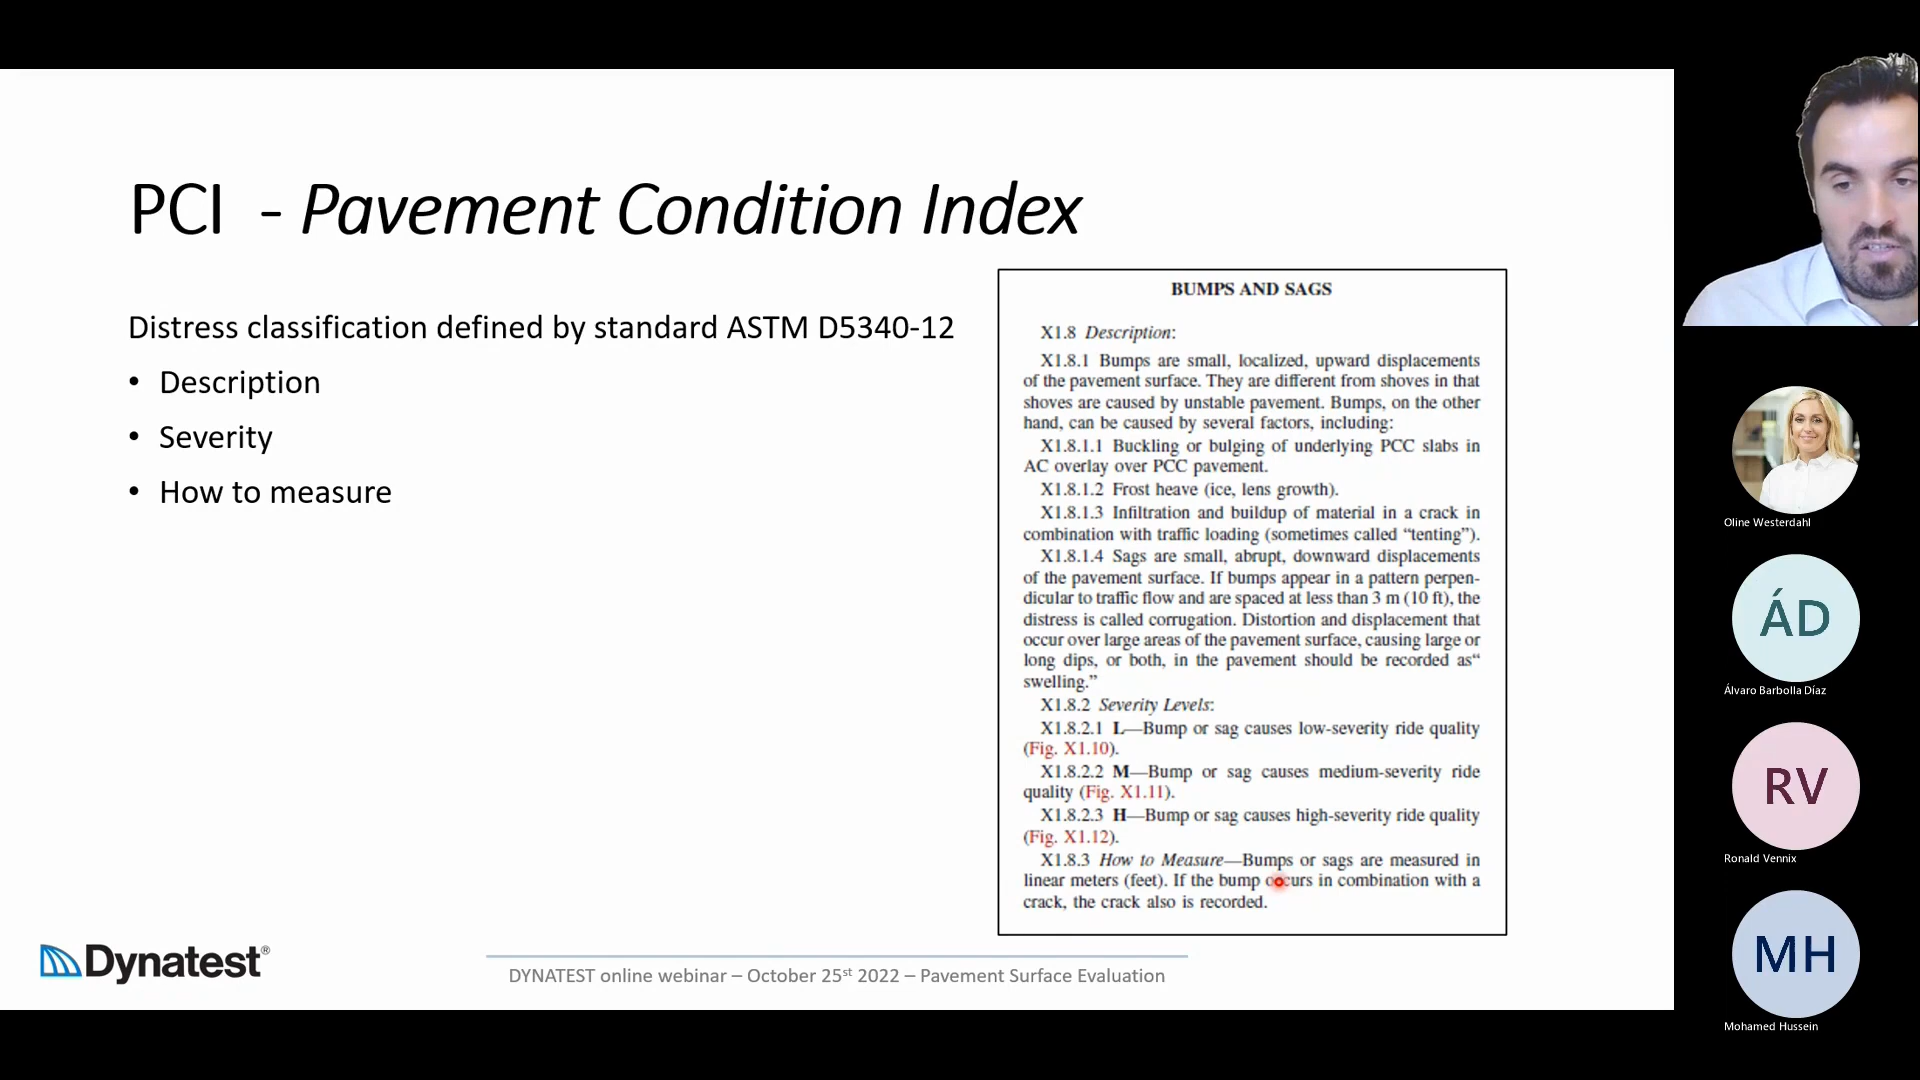 PCI - Pavement Condition Index
Distress classification defined by standard ASTM D5340-12
• Description
• Severity
• How to measure
BUMPS AND SAGS
X1.8 Description:
X1.8.1 Bumps are small, localized, upward displacements
of the pavement surface. They are different from shoves in that
shoves are caused by unstable pavement. Bumps, on the other
hand, can be caused by several factors, including:
X1.8.1.1 Buckling or bulging of underlying PCC slabs in
AC overlay over PCC pavement.
X1.8.1.2 Frost heave (ice, lens growth).
X1.8.1.3 Infiltration and buildup of material in a crack in
combination with traffic loading (sometimes called “tenting”).
X1.8.1.4 Sags are small, abrupt, downward displacements
of the pavement surface. If bumps appear in a pattern perpen-
dicular to traffic flow and are spaced at less than 3 m (10 ft), the
distress is called corrugation. Distortion and displacement that
occur over large areas of the pavement surface, causing large or
long dips, or both, in the pavement should be recorded as“
swelling.”
X1.8.2 Severity Levels:
X1.8.2.1 L—Bump or sag causes low-severity ride quality
(Fig. X1.10).
X1.8.2.2 M—Bump or sag causes medium-severity ride
quality (Fig. X1.11).
X1.8.2.3 H—Bump or sag causes high-severity ride quality
(Fig. X1.12).
X1.8.3 How to Measure—Bumps or sags are measured in
linear meters (feet). If the bump occurs in combination with a
crack, the crack also is recorded.
Dynatest®
DYNATEST online webinar – October 25st 2022 – Pavement Surface Evaluation
Oline Westerdahl
ÁD
Álvaro Barbolla Díaz
RV
Ronald Vennix
MH
Mohamed Hussein